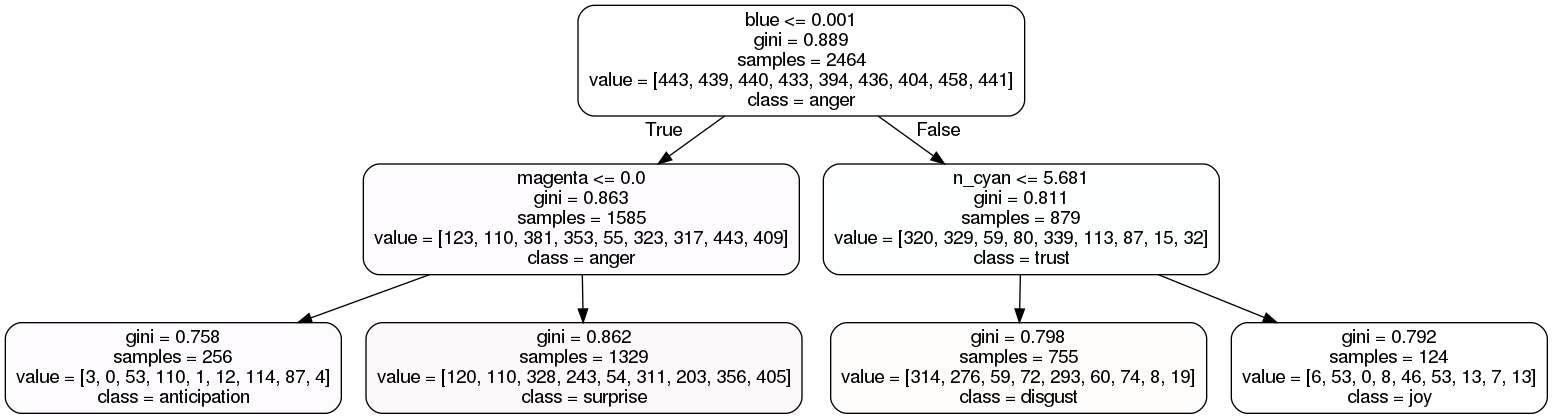 blue <= 0.001
gini = 0.889
samples = 2464
value = [443, 439, 440, 433, 394, 436, 404, 458, 441]
class = anger
True
False
magenta <= 0.0
gini = 0.863
samples = 1585
value = [123, 110, 381, 353, 55, 323, 317, 443, 409]
class = anger
n_cyan <= 5.681
gini = 0.811
samples = 879
value = [320, 329, 59, 80, 339, 113, 87, 15, 32]
class = trust
gini = 0.758
samples = 256
value = [3, 0, 53, 110, 1, 12, 114, 87, 4]
class = anticipation
gini = 0.862
samples = 1329
value = [120, 110, 328, 243, 54, 311, 203, 356, 405]
class = surprise
gini = 0.798
samples = 755
value = [314, 276, 59, 72, 293, 60, 74, 8, 19]
class = disgust
gini = 0.792
samples = 124
value = [6, 53, 0, 8, 46, 53, 13, 7, 13]
class = joy